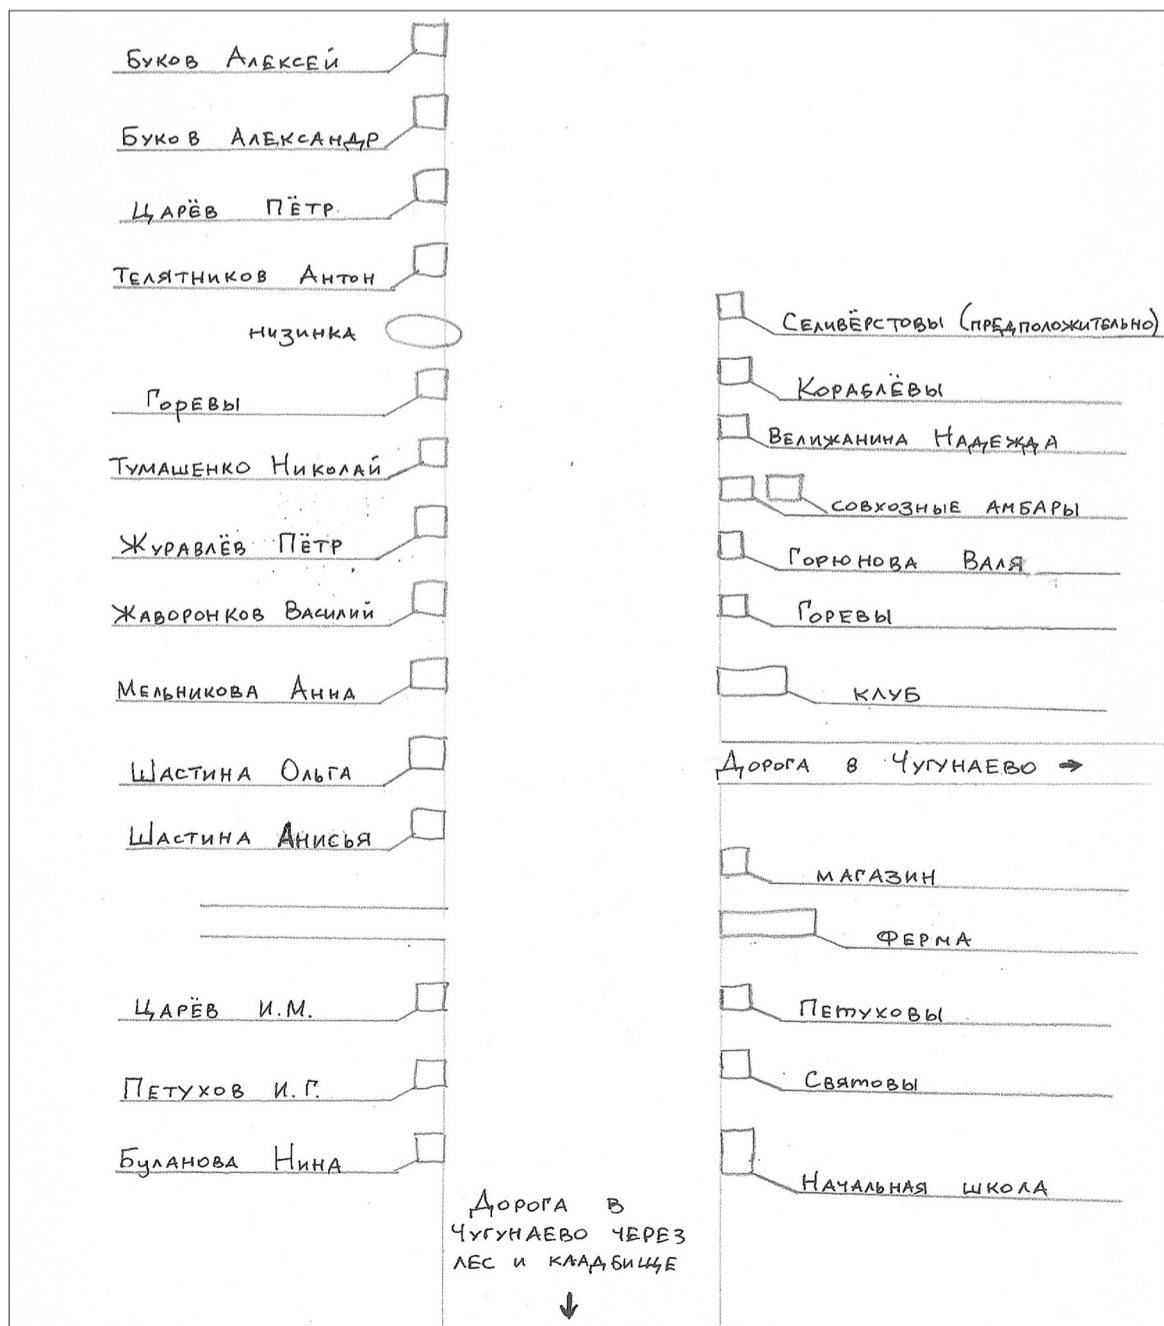 Буков Алексей
Буков Александр
Царёв Пётр
Телятников Антон
низинка
Горевы
Тумашенко Николай
Журавлёв Пётр
Жаворонков Василий
Мельникова Анна
Шастина Ольга
Шастина Анисья
Царёв И.М.
Петухов И.Г.
Буланова Нина
Селивёрстовы (предположительно)
Кораблёвы
Велижанина Надежда
совхозные амбары
Горюнова Валя
Горевы
клуб
Дорога в Чугунаево →
магазин
ферма
Петуховы
Святовы
Начальная школа
Дорога в
Чугунаево через
лес и кладбище
↓